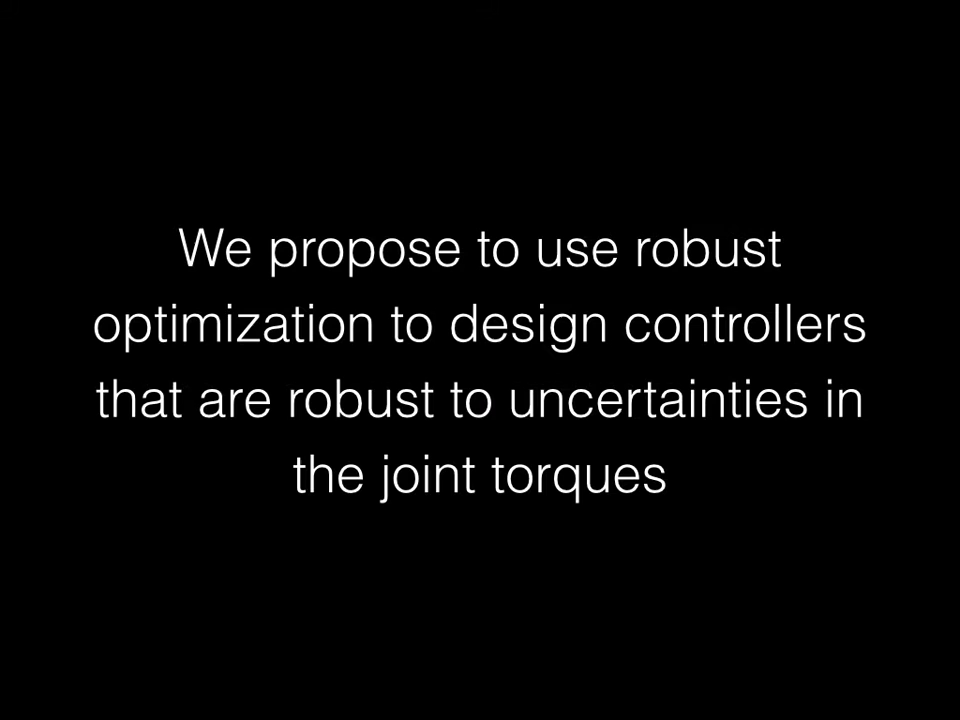 We propose to use robust
optimization to design controllers
that are robust to uncertainties in
the joint torques